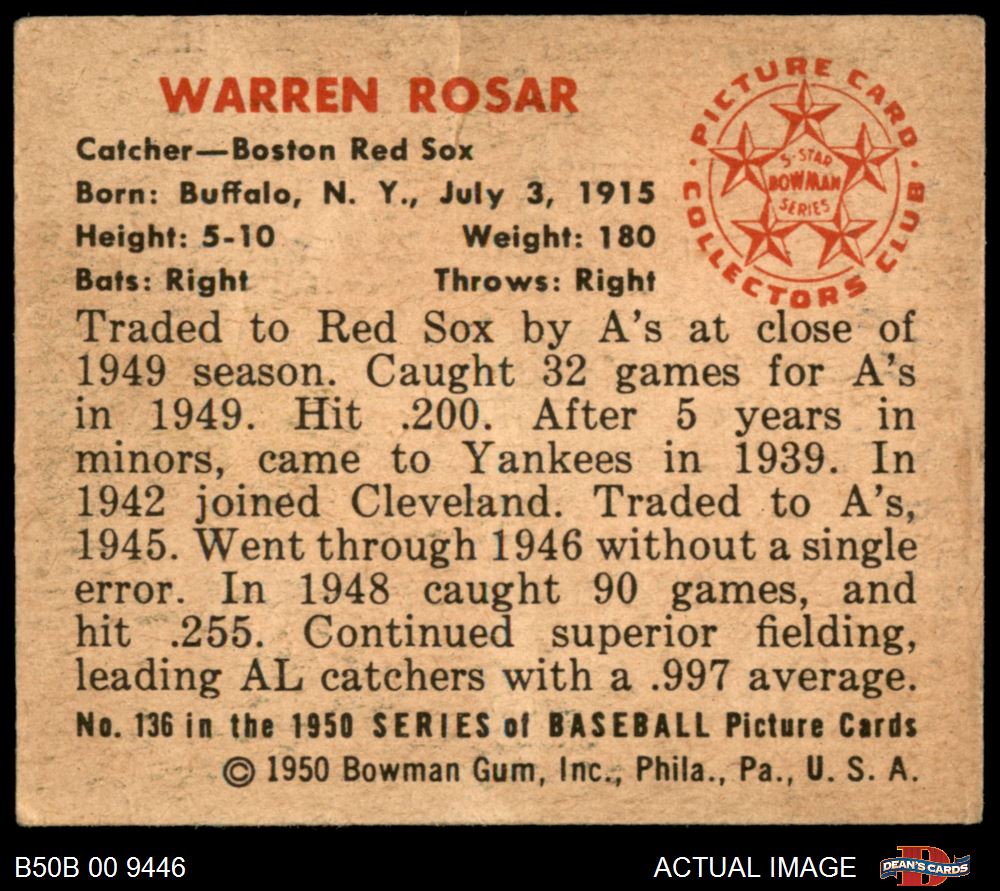 WARREN ROSAR
Catcher—Boston Red Sox
Born: Buffalo, N. Y., July 3, 1915
Height: 5-10 Weight: 180
Bats: Right Throws: Right
PICTURE CARD
COLLECTORS CLUB
5-STAR
BOWMAN
SERIES
Traded to Red Sox by A's at close of
1949 season. Caught 32 games for A's
in 1949. Hit .200. After 5 years in
minors, came to Yankees in 1939. In
1942 joined Cleveland. Traded to A's,
1945. Went through 1946 without a single
error. In 1948 caught 90 games, and
hit .255. Continued superior fielding,
leading AL catchers with a .997 average.
No. 136 in the 1950 SERIES of BASEBALL Picture Cards
© 1950 Bowman Gum, Inc., Phila., Pa., U. S. A.
B50B 00 9446
ACTUAL IMAGE
DEAN'S CARDS